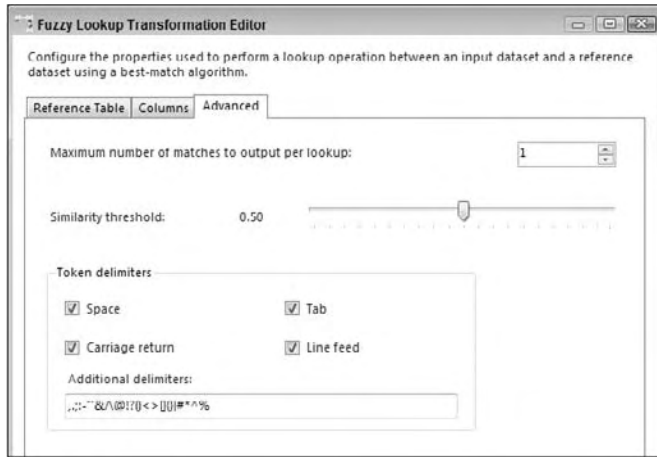 Fuzzy Lookup Transformation Editor
Configure the properties used to perform a lookup operation between an input dataset and a reference
dataset using a best-match algorithm.
Reference Table Columns Advanced
Maximum number of matches to output per lookup: 1
Similarity threshold: 0.50
Token delimiters
Space Tab
Carriage return Line feed
Additional delimiters: